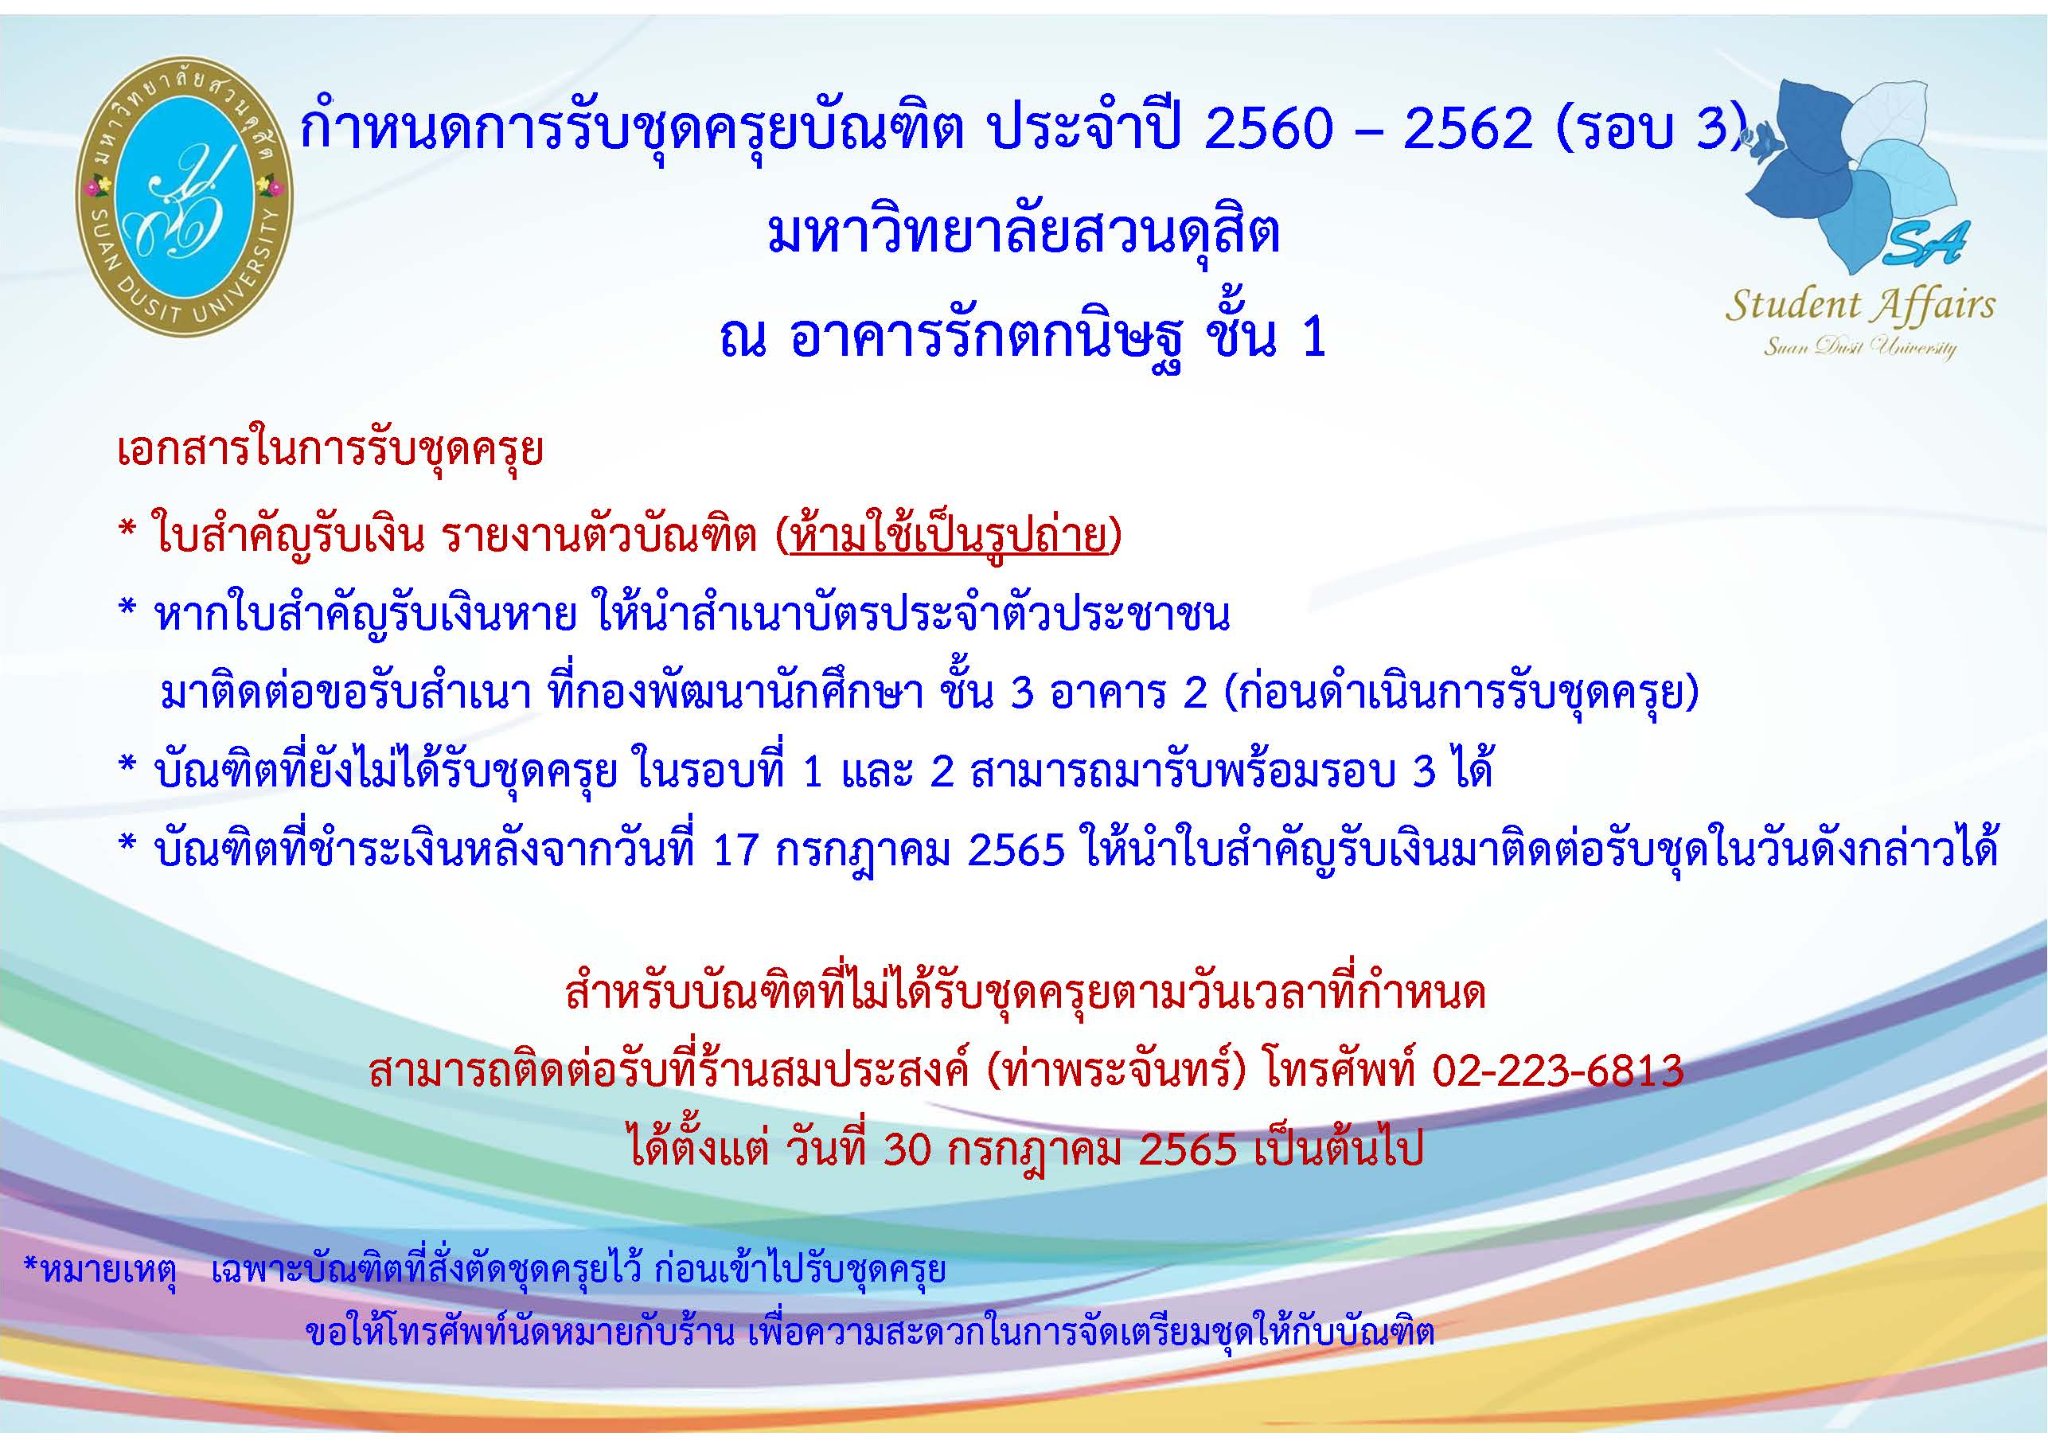 มหาวิทยาลัยสวนดุสิต
SUAN DUSIT UNIVERSITY
กำหนดการรับชุดครุยบัณฑิต ประจำปี 2560 – 2562 (รอบ 3)
มหาวิทยาลัยสวนดุสิต
ณ อาคารรักตกนิษฐ ชั้น 1
SA
Student Affairs
Suan Dusit University
เอกสารในการรับชุดครุย
* ใบสำคัญรับเงิน รายงานตัวบัณฑิต (ห้ามใช้เป็นรูปถ่าย)
* หากใบสำคัญรับเงินหาย ให้นำสำเนาบัตรประจำตัวประชาชน
มาติดต่อขอรับสำเนา ที่กองพัฒนานักศึกษา ชั้น 3 อาคาร 2 (ก่อนดำเนินการรับชุดครุย)
* บัณฑิตที่ยังไม่ได้รับชุดครุย ในรอบที่ 1 และ 2 สามารถมารับพร้อมรอบ 3 ได้
* บัณฑิตที่ชำระเงินหลังจากวันที่ 17 กรกฎาคม 2565 ให้นำใบสำคัญรับเงินมาติดต่อรับชุดในวันดังกล่าวได้
สำหรับบัณฑิตที่ไม่ได้รับชุดครุยตามวันเวลาที่กำหนด
สามารถติดต่อรับที่ร้านสมประสงค์ (ท่าพระจันทร์) โทรศัพท์ 02-223-6813
ได้ตั้งแต่ วันที่ 30 กรกฎาคม 2565 เป็นต้นไป
*หมายเหตุ เฉพาะบัณฑิตที่สั่งตัดชุดครุยไว้ ก่อนเข้าไปรับชุดครุย
ขอให้โทรศัพท์นัดหมายกับร้าน เพื่อความสะดวกในการจัดเตรียมชุดให้กับบัณฑิต